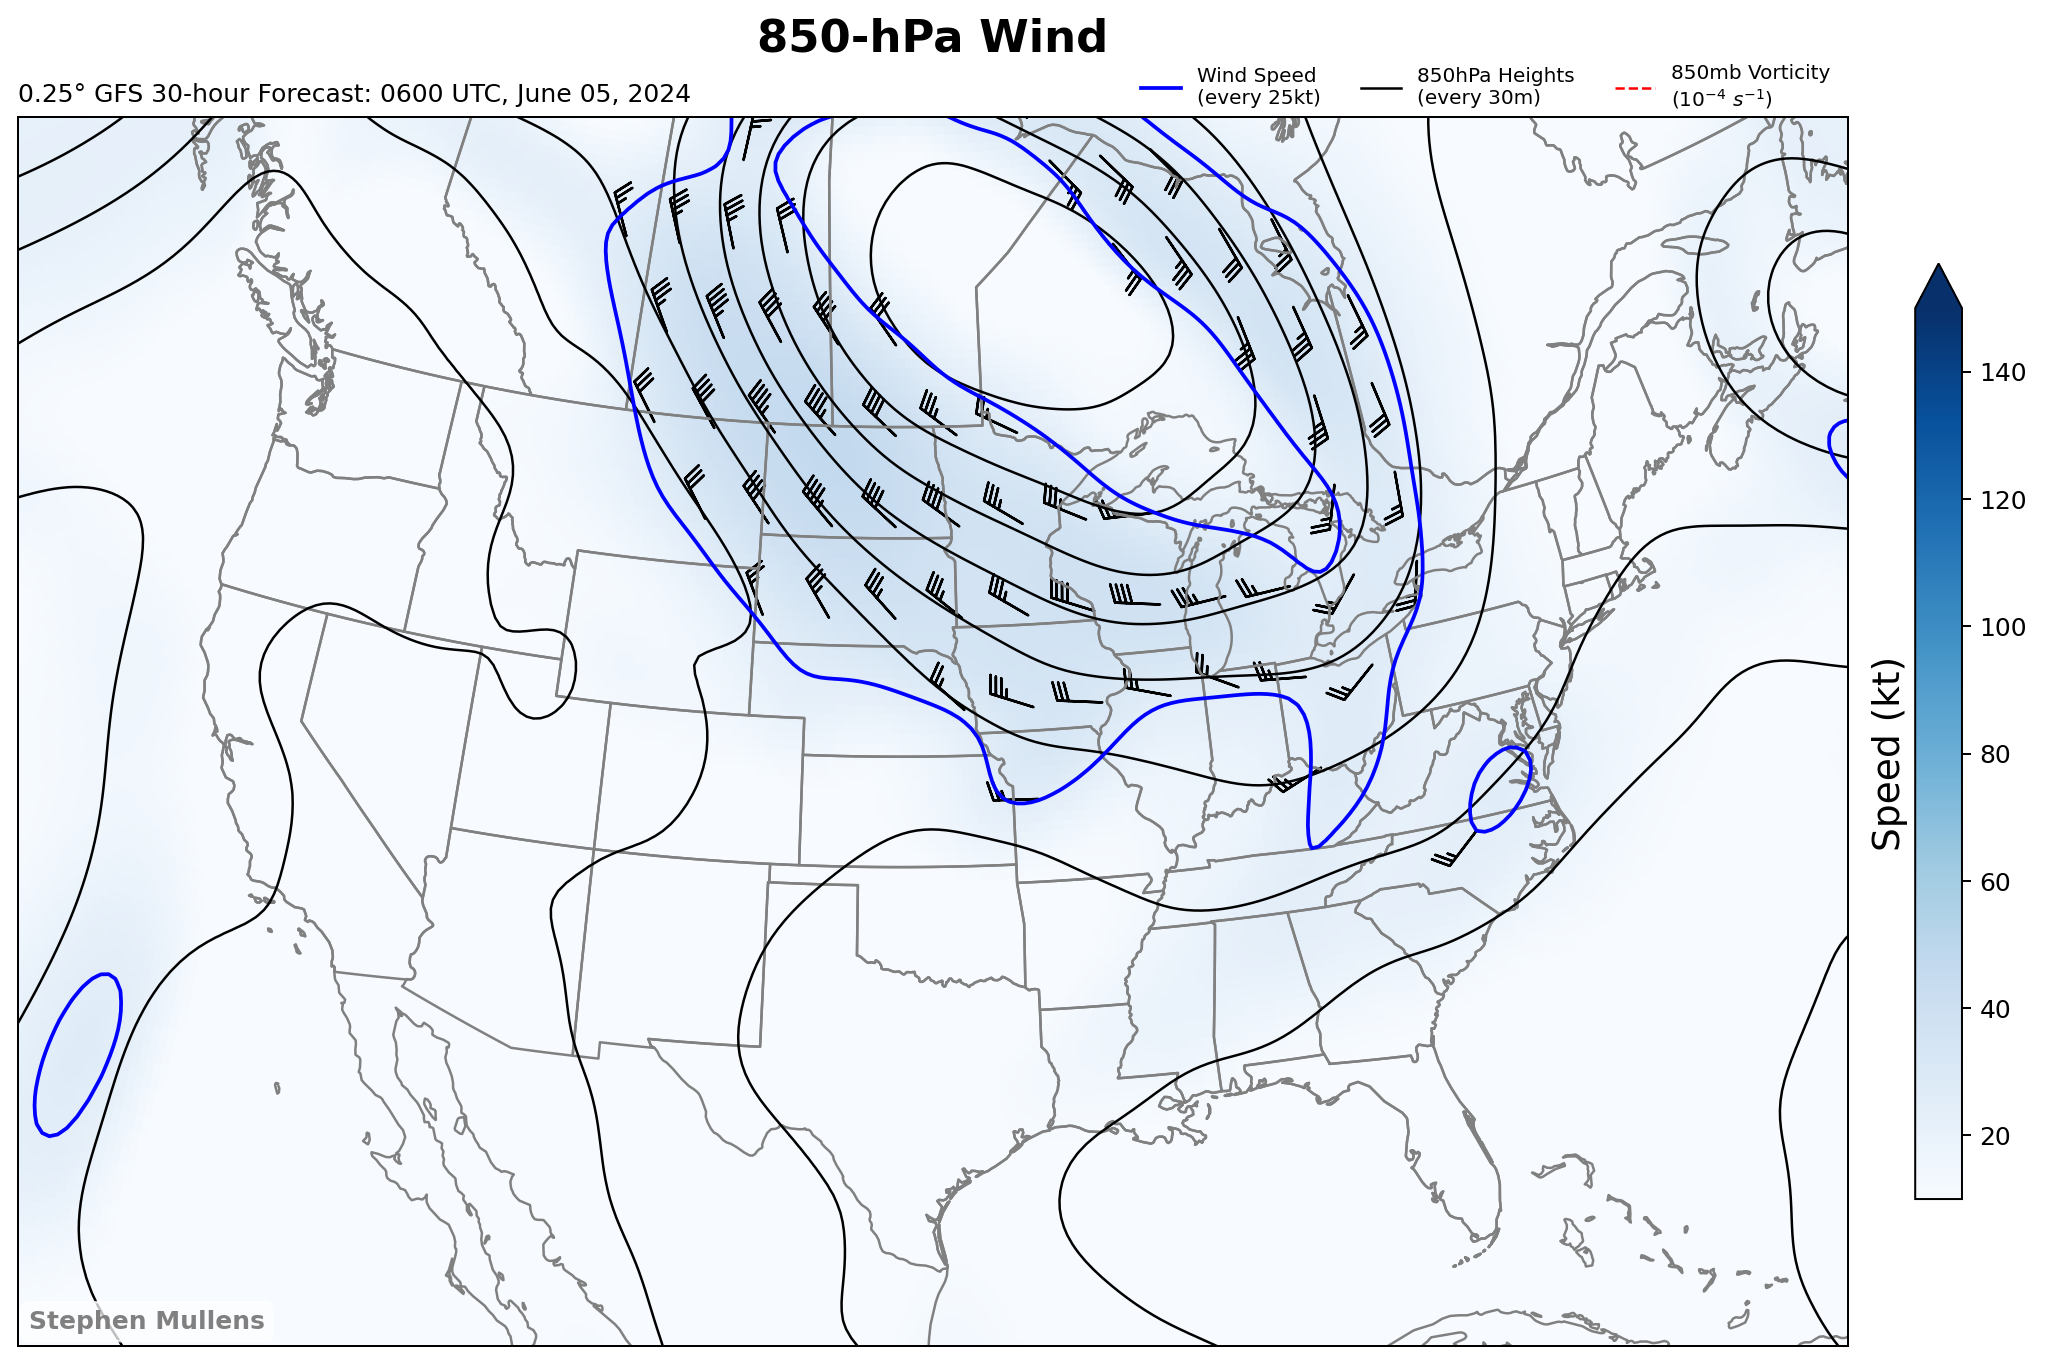 850-hPa Wind
0.25° GFS 30-hour Forecast: 0600 UTC, June 05, 2024
Wind Speed
(every 25kt)
850hPa Heights
(every 30m)
850mb Vorticity
(10⁻⁴ s⁻¹)
140
120
100
80
60
40
20
Speed (kt)
Stephen Mullens